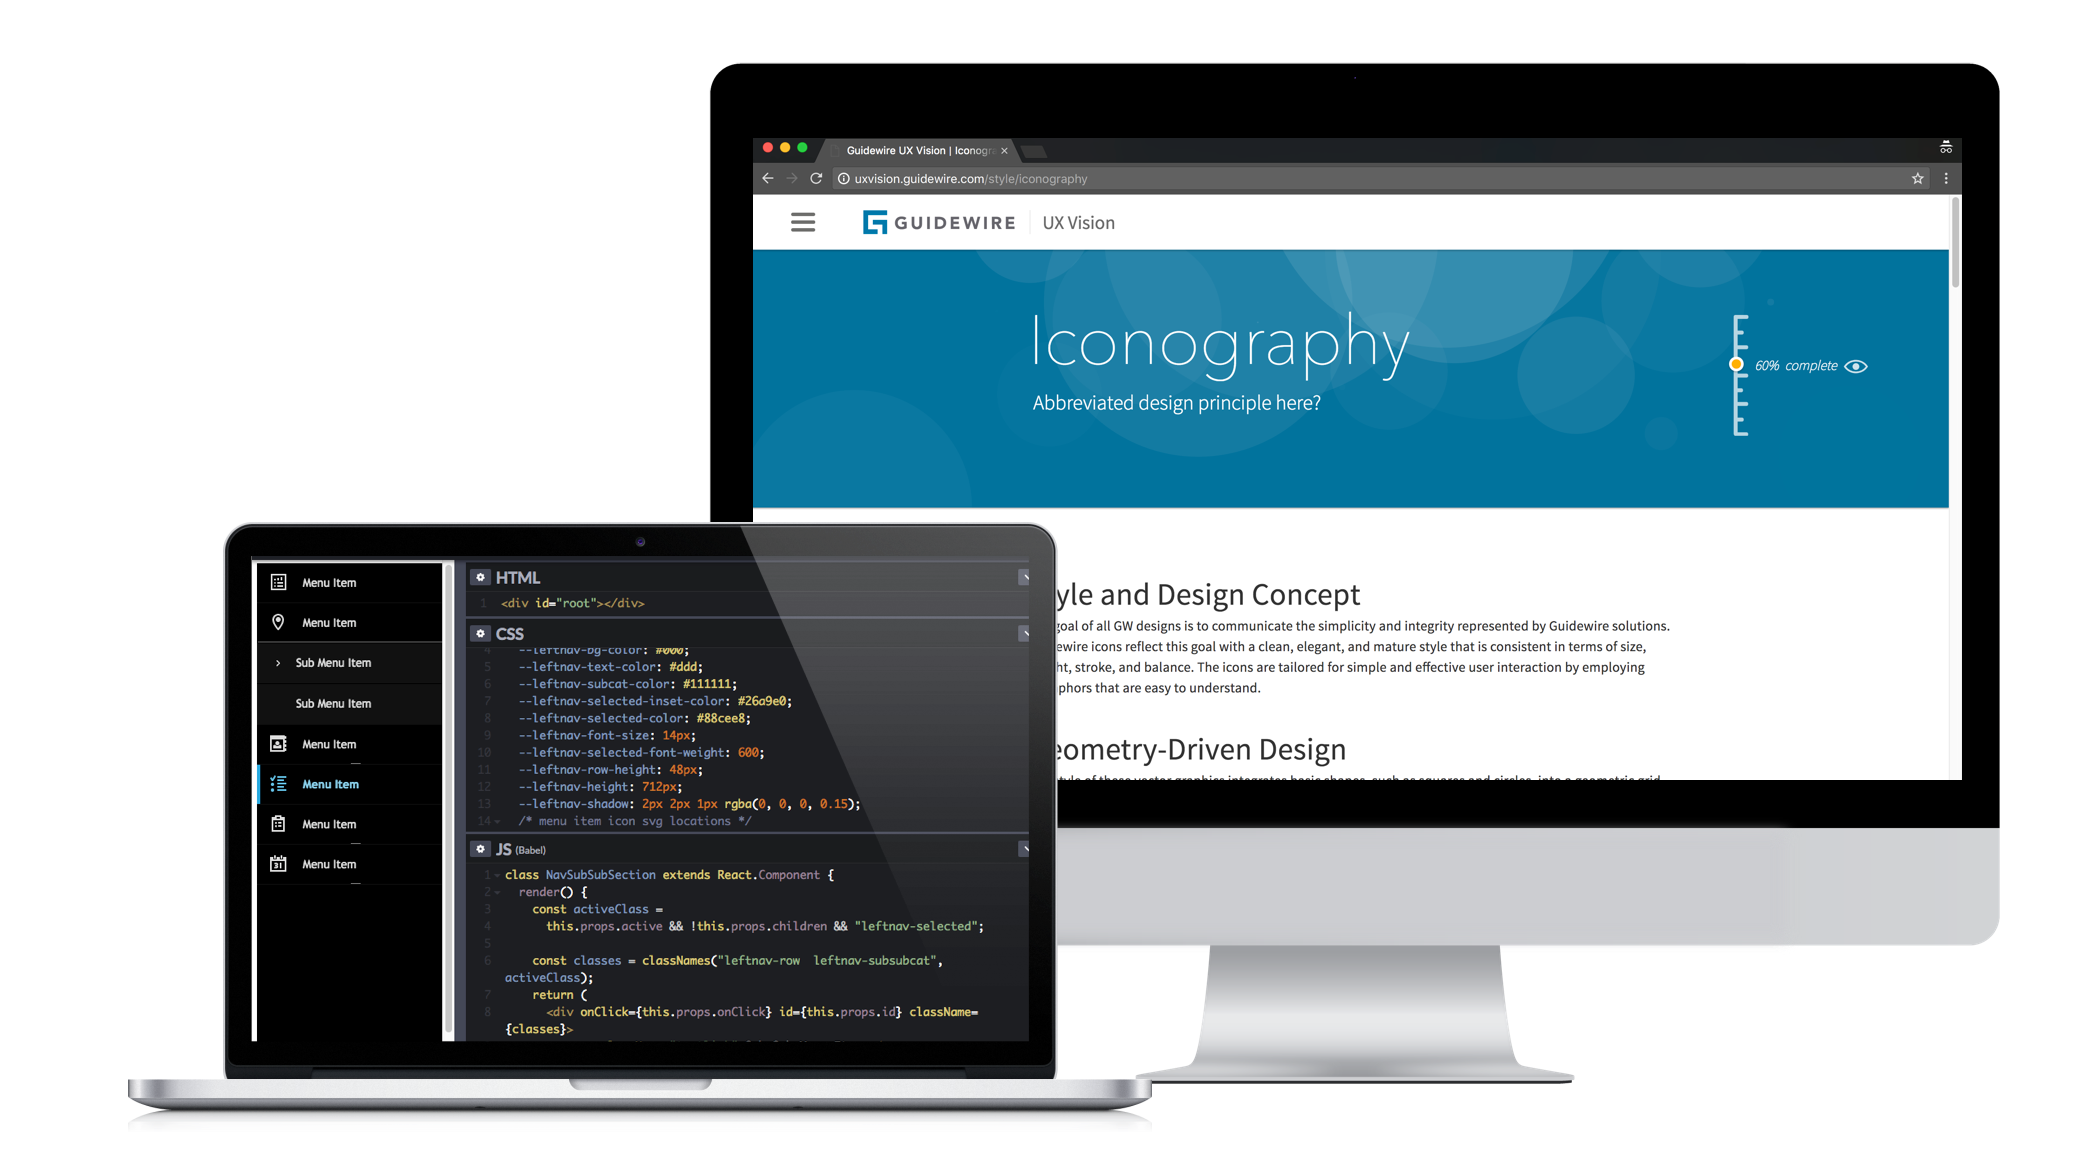 Guidewire UX Vision | Iconogr
uxvision.guidewire.com/style/iconography
GUIDEWIRE
UX Vision
Iconography
Abbreviated design principle here?
60% complete
yle and Design Concept
goal of all GW designs is to communicate the simplicity and integrity represented by Guidewire solutions.
ewire icons reflect this goal with a clean, elegant, and mature style that is consistent in terms of size,
ht, stroke, and balance. The icons are tailored for simple and effective user interaction by employing
phors that are easy to understand.
eometry-Driven Design
Menu Item
Menu Item
Sub Menu Item
Sub Menu Item
Menu Item
Menu Item
Menu Item
31 Menu Item
HTML
1 <div id="root"></div>
CSS
4 --leftnav-bg-color: #000;
5 --leftnav-text-color: #ddd;
6 --leftnav-subcat-color: #111111;
7 --leftnav-selected-inset-color: #26a9e0;
8 --leftnav-selected-color: #88cee8;
9 --leftnav-font-size: 14px;
10 --leftnav-selected-font-weight: 600;
11 --leftnav-row-height: 48px;
12 --leftnav-height: 712px;
13 --leftnav-shadow: 2px 2px 1px rgba(0, 0, 0, 0.15);
14 /* menu item icon svg locations */
JS (Babel)
1 class NavSubSubSection extends React.Component {
2 render() {
3 const activeClass =
4 this.props.active && !this.props.children && "leftnav-selected";
5
6 const classes = classNames("leftnav-row leftnav-subsubcat",
activeClass);
7 return (
8 <div onClick={this.props.onClick} id={this.props.id} className=
{classes}>